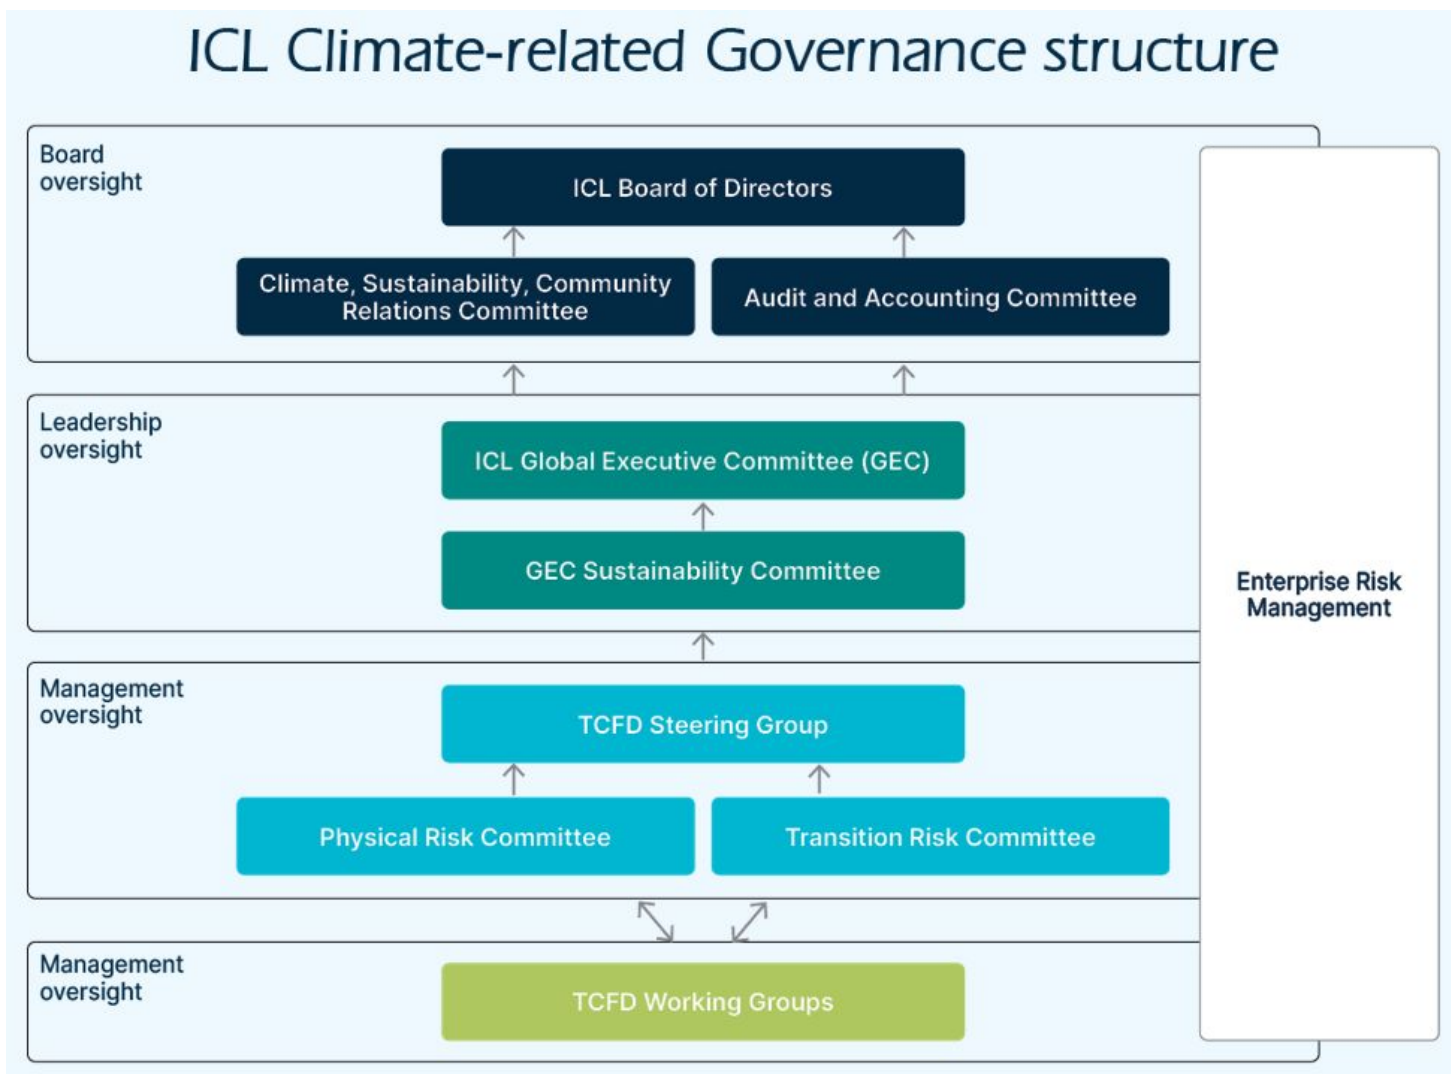 ICL Climate-related Governance structure
Board
oversight
ICL Board of Directors
Climate, Sustainability, Community
Relations Committee
Audit and Accounting Committee
Leadership
oversight
ICL Global Executive Committee (GEC)
GEC Sustainability Committee
Enterprise Risk
Management
Management
oversight
TCFD Steering Group
Physical Risk Committee
Transition Risk Committee
Management
oversight
TCFD Working Groups